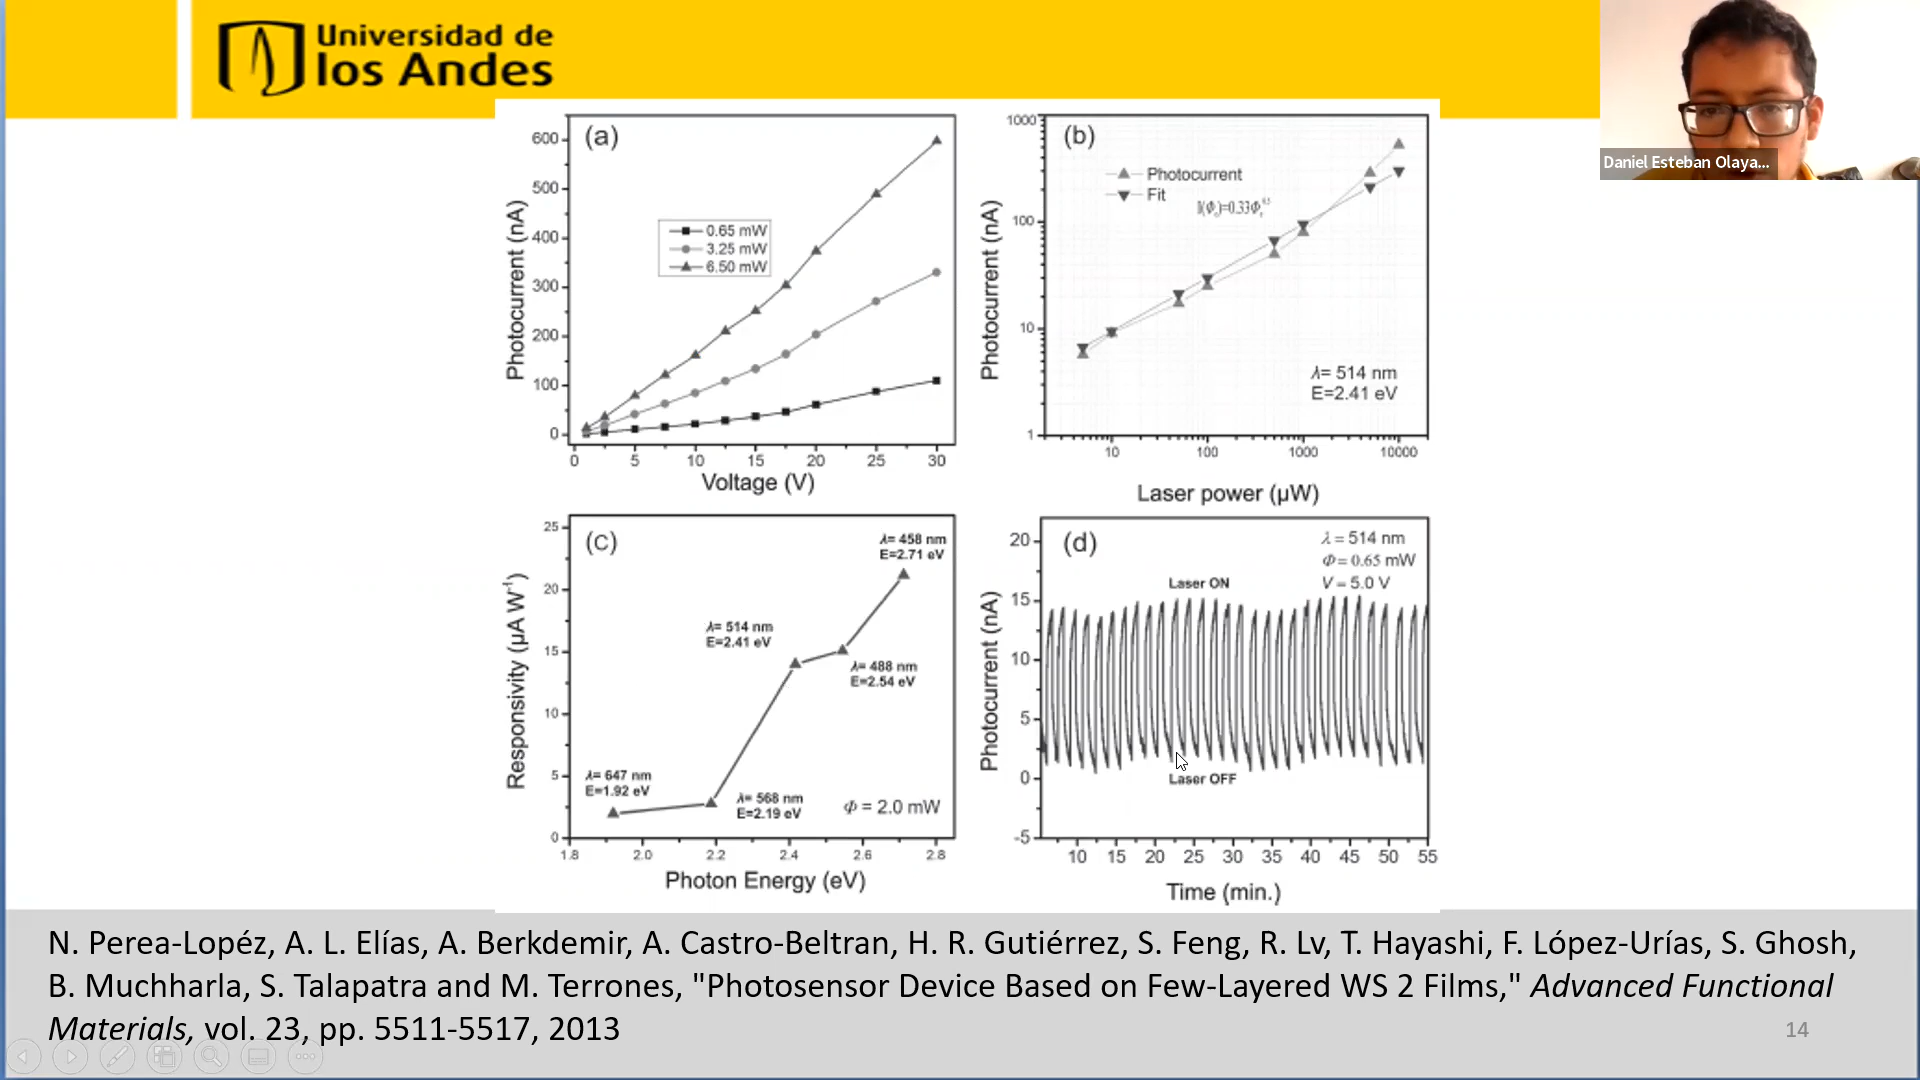 Universidad de
los Andes
Daniel Esteban Olaya...
(a)
600
500
400
300
200
100
0
Photocurrent (nA)
0.65 mW
3.25 mW
6.50 mW
0 5 10 15 20 25 30
Voltage (V)
(b)
1000
100
10
1
Photocurrent (nA)
Photocurrent
Fit
λ= 514 nm
E=2.41 eV
10 100 1000 10000
Laser power (µW)
(c)
25
20
15
10
5
0
Responsivity (µA W⁻¹)
λ= 458 nm
E=2.71 eV
λ= 514 nm
E=2.41 eV
λ= 488 nm
E=2.54 eV
λ= 647 nm
E=1.92 eV
λ= 568 nm
E=2.19 eV
Φ = 2.0 mW
1.8 2.0 2.2 2.4 2.6 2.8
Photon Energy (eV)
(d)
20
15
10
5
0
-5
Photocurrent (nA)
λ = 514 nm
Φ = 0.65 mW
V = 5.0 V
Laser ON
Laser OFF
10 15 20 25 30 35 40 45 50 55
Time (min.)
N. Perea-Lopéz, A. L. Elías, A. Berkdemir, A. Castro-Beltran, H. R. Gutiérrez, S. Feng, R. Lv, T. Hayashi, F. López-Urías, S. Ghosh,
B. Muchharla, S. Talapatra and M. Terrones, "Photosensor Device Based on Few-Layered WS 2 Films," Advanced Functional
Materials, vol. 23, pp. 5511-5517, 2013
14